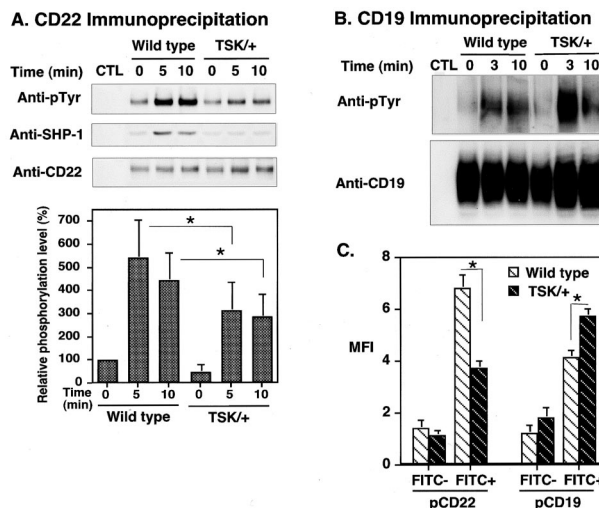 A. CD22 Immunoprecipitation
Wild type TSK/+
Time (min) CTL 0 5 10 0 5 10
Anti-pTyr
Anti-SHP-1
Anti-CD22
Relative phosphorylation level (%)
700
600
500
400
300
200
100
0
*
*
Time (min) 0 5 10 0 5 10
Wild type TSK/+
B. CD19 Immunoprecipitation
Wild type TSK/+
Time (min) CTL 0 3 10 0 3 10
Anti-pTyr
Anti-CD19
C.
MFI
8
6
4
2
0
Wild type
TSK/+
*
*
FITC- FITC+ FITC- FITC+
pCD22 pCD19